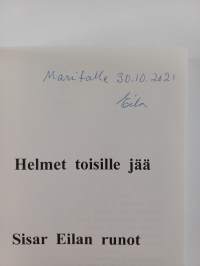 Maritalle 30.10.2021
Eila
Helmet toisille jää
Sisar Eilan runot